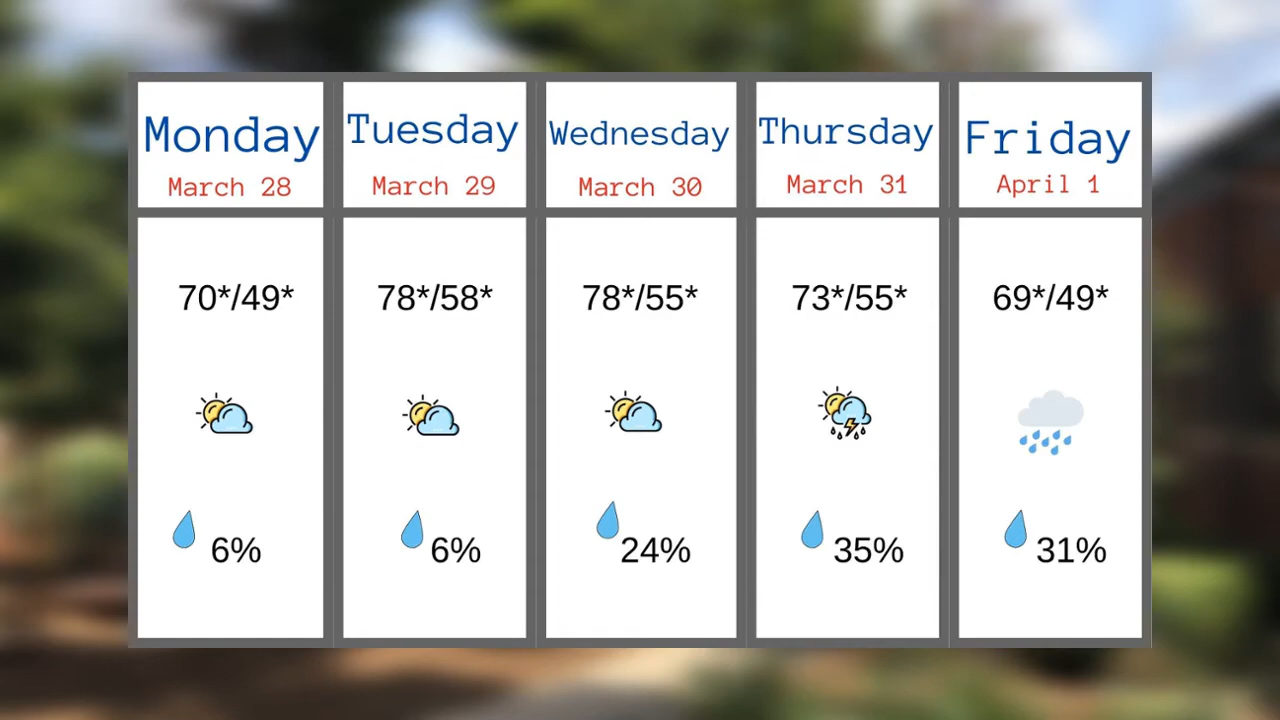 Monday
March 28
70*/49*
6%
Tuesday
March 29
78*/58*
6%
Wednesday
March 30
78*/55*
24%
Thursday
March 31
73*/55*
35%
Friday
April 1
69*/49*
31%